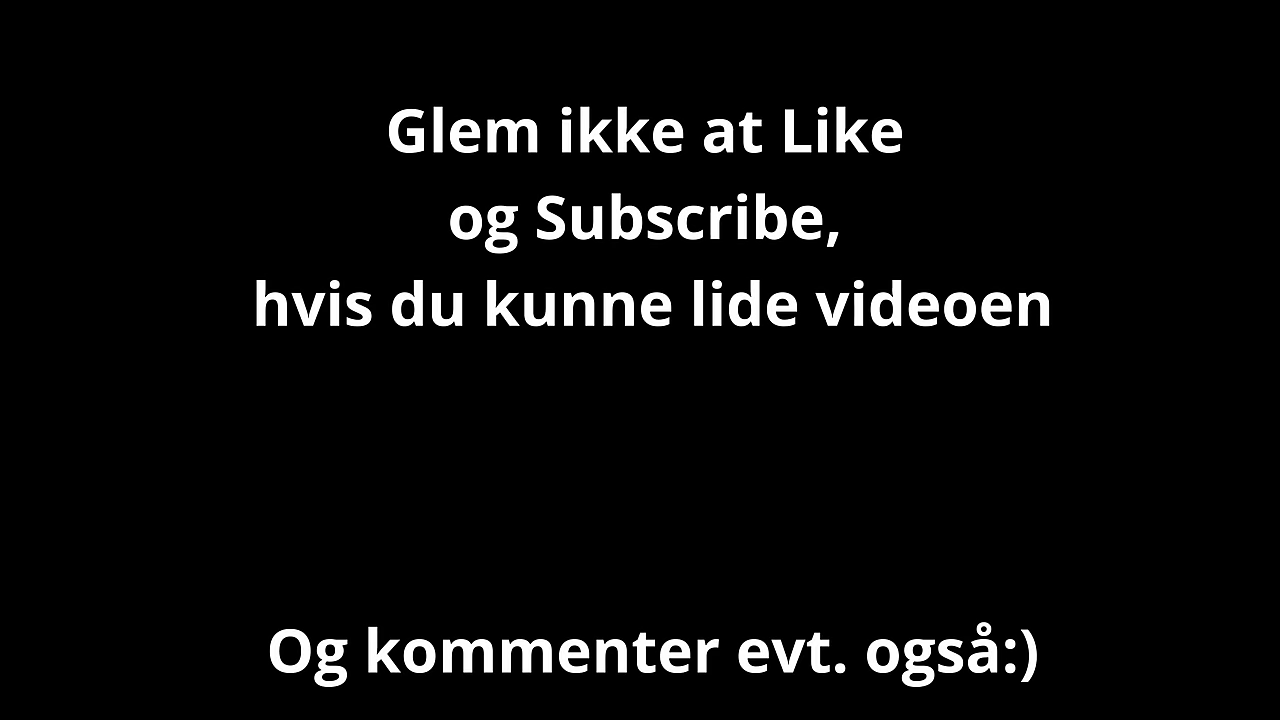 Glem ikke at Like
og Subscribe,
hvis du kunne lide videoen
Og kommenter evt. også:)